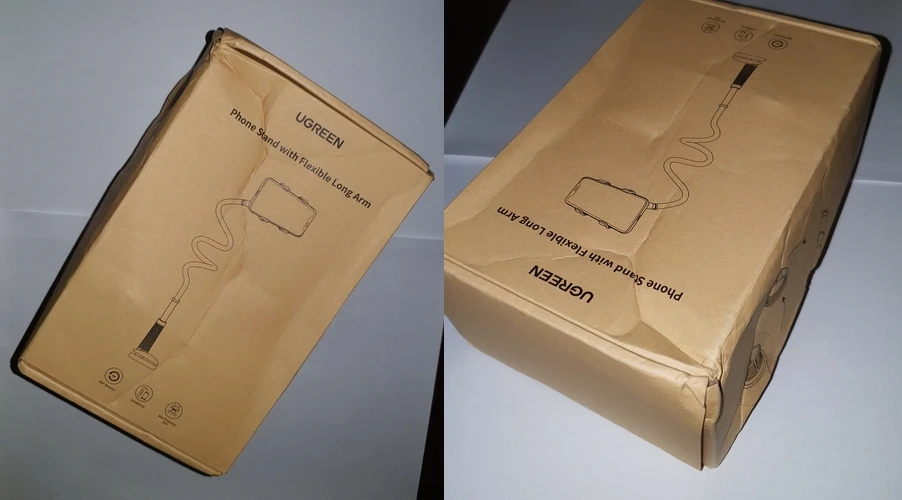 UGREEN
Phone Stand with Flexible Long Arm
UGREEN
Phone Stand with Flexible Long Arm